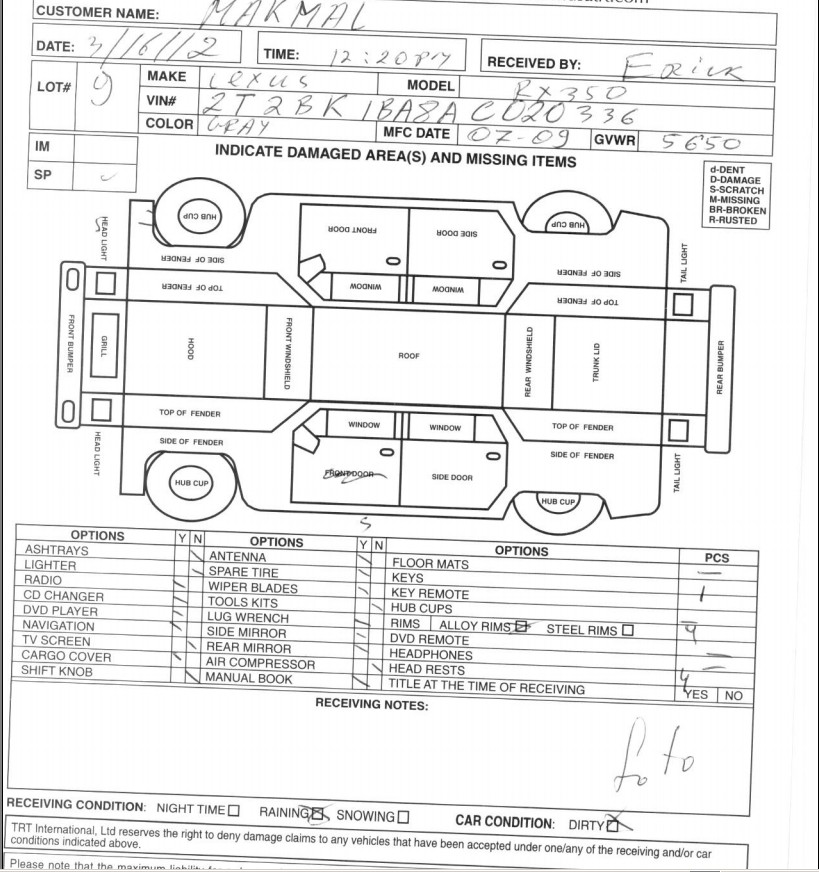 CUSTOMER NAME: MAKMAL
DATE: 3/16/12 TIME: 12:20PM RECEIVED BY: Erick
LOT# 9 MAKE Lexus MODEL RX350
VIN# 2T2BK1BA8AC020336
COLOR GRAY MFC DATE 07-09 GVWR 5650
IM
SP
INDICATE DAMAGED AREA(S) AND MISSING ITEMS
d-DENT
D-DAMAGE
S-SCRATCH
M-MISSING
BR-BROKEN
R-RUSTED
HUB CUP
HUB CUP
S
HEAD LIGHT
FRONT DOOR
SIDE DOOR
SIDE OF FENDER
SIDE OF FENDER
TAIL LIGHT
TOP OF FENDER
WINDOW
WINDOW
TOP OF FENDER
FRONT BUMPER
GRILL
HOOD
FRONT WINDSHIELD
ROOF
REAR WINDSHIELD
TRUNK LID
REAR BUMPER
TOP OF FENDER
WINDOW
WINDOW
TOP OF FENDER
HEAD LIGHT
SIDE OF FENDER
SIDE OF FENDER
TAIL LIGHT
FRONT DOOR
SIDE DOOR
HUB CUP
HUB CUP
S
OPTIONS Y N OPTIONS Y N OPTIONS PCS
ASHTRAYS ANTENNA FLOOR MATS
LIGHTER SPARE TIRE KEYS
RADIO WIPER BLADES KEY REMOTE 1
CD CHANGER TOOLS KITS HUB CUPS
DVD PLAYER LUG WRENCH RIMS ALLOY RIMS STEEL RIMS 4
NAVIGATION SIDE MIRROR DVD REMOTE
TV SCREEN REAR MIRROR HEADPHONES
CARGO COVER AIR COMPRESSOR HEAD RESTS 4
SHIFT KNOB MANUAL BOOK TITLE AT THE TIME OF RECEIVING YES NO
RECEIVING NOTES:
RECEIVING CONDITION: NIGHT TIME RAINING SNOWING CAR CONDITION: DIRTY
TRT International, Ltd reserves the right to deny damage claims to any vehicles that have been accepted under one/any of the receiving and/or car
conditions indicated above.
Please note that the maximum liability